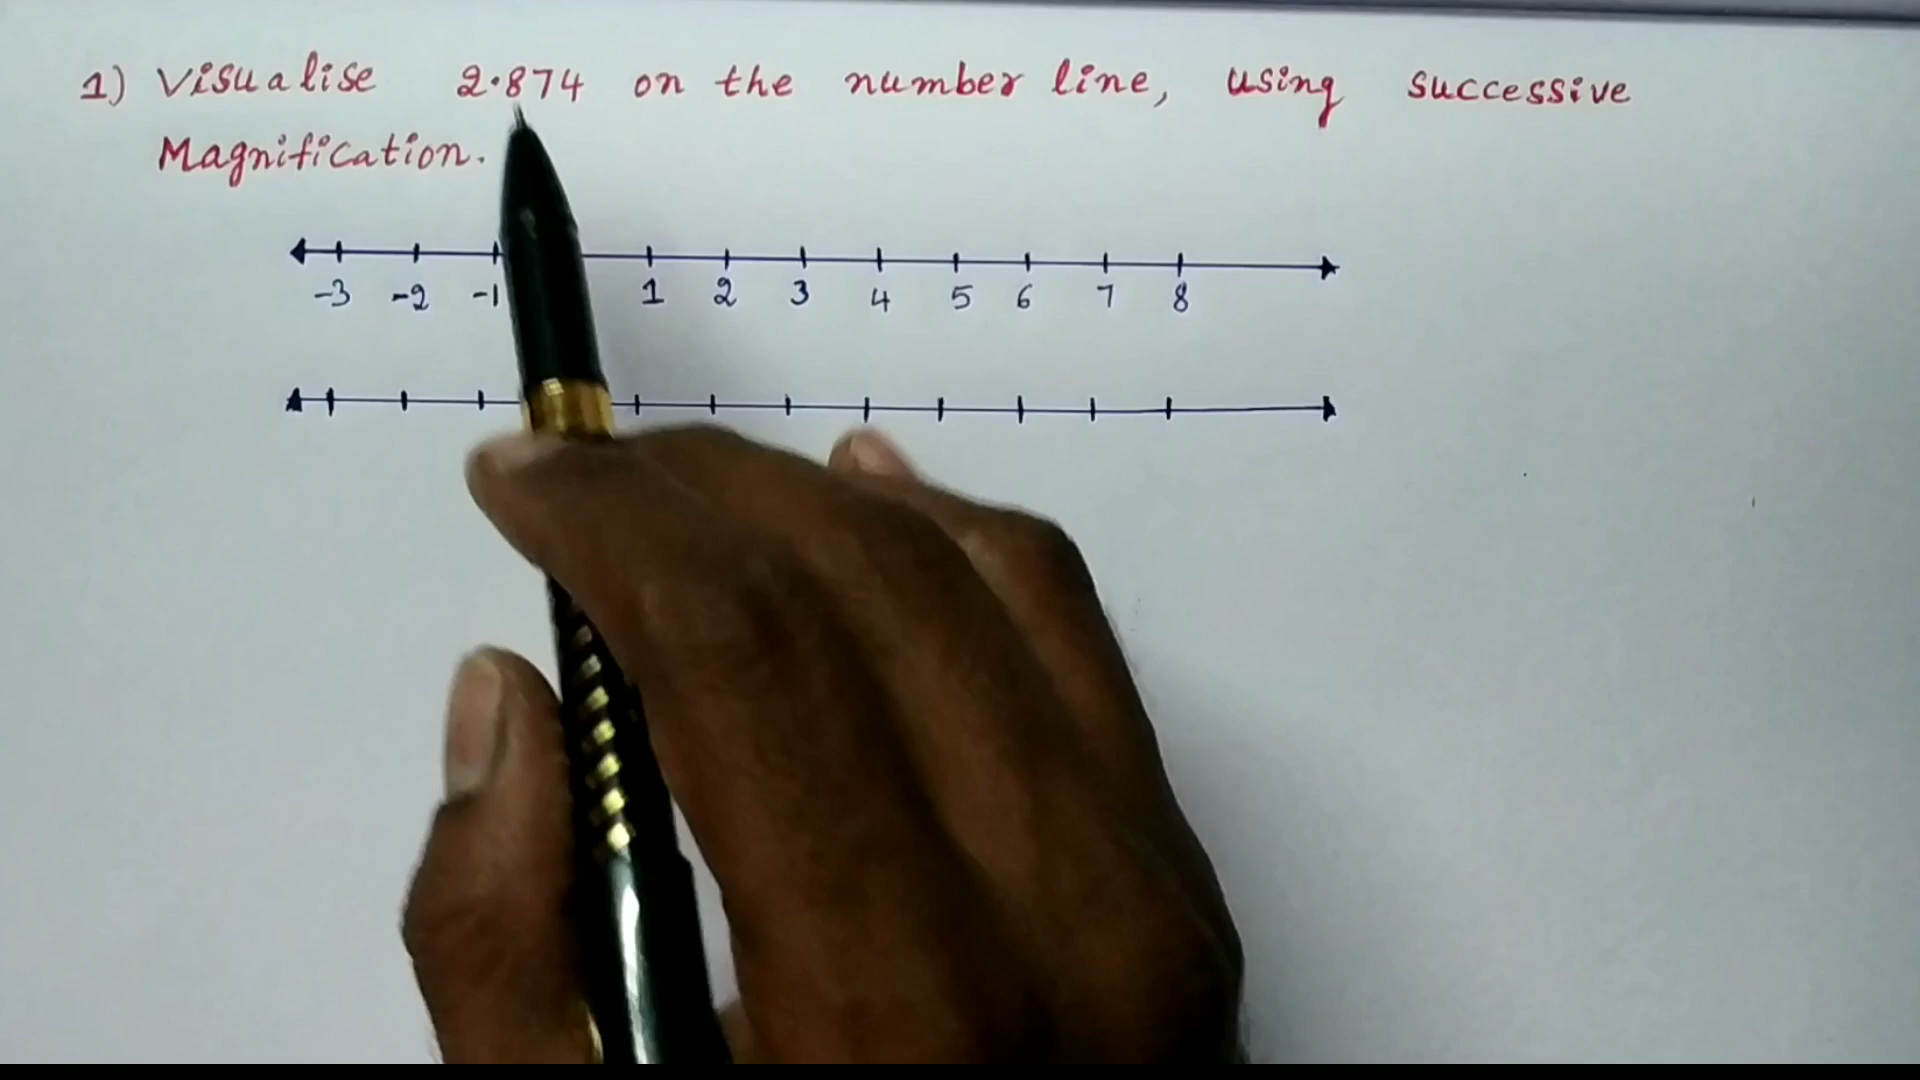 1) Visualise 2.874 on the number line, using successive
Magnification.
-3 -2 -1 1 2 3 4 5 6 7 8